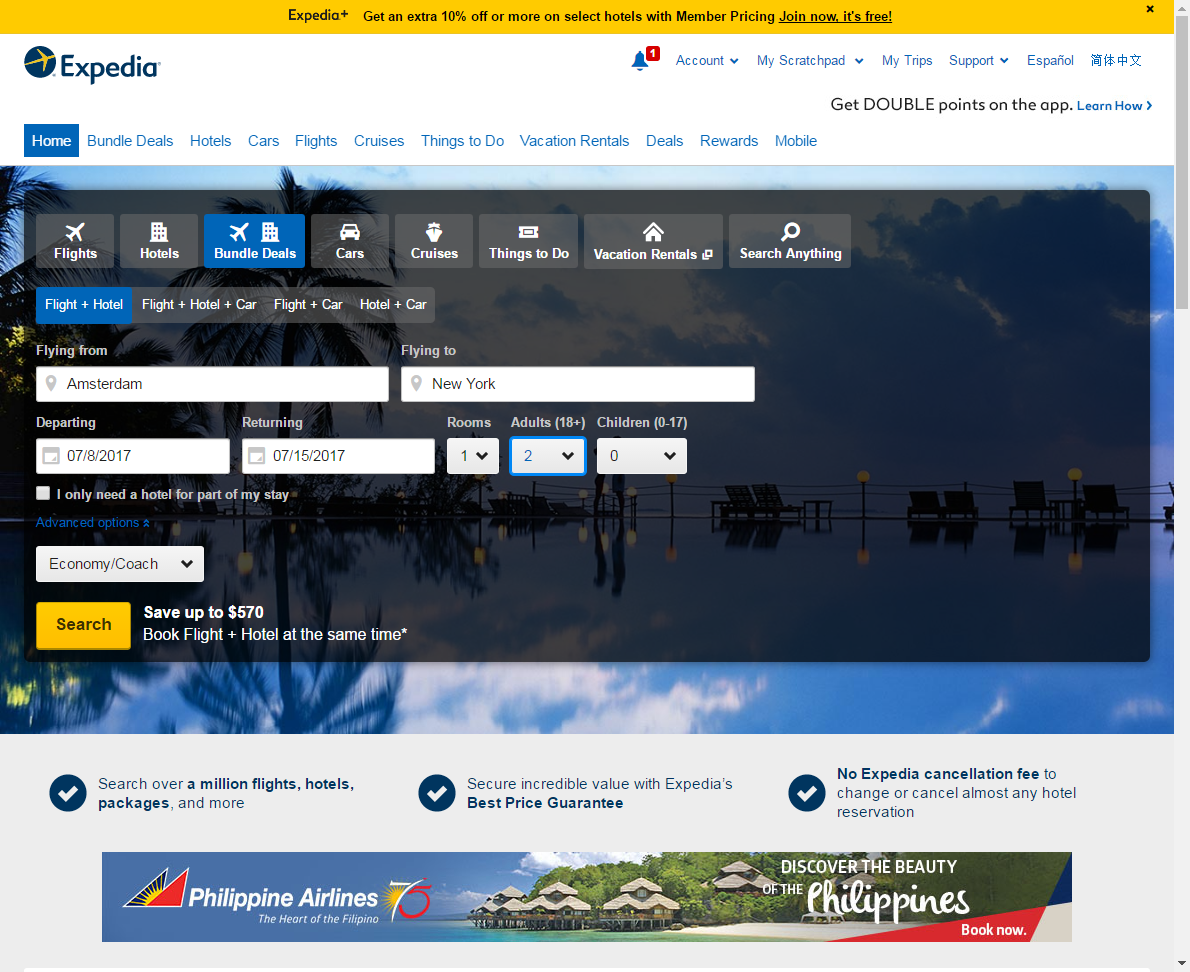 Expedia+ Get an extra 10% off or more on select hotels with Member Pricing Join now, it's free!
Expedia
1 Account My Scratchpad My Trips Support Español 简体中文
Get DOUBLE points on the app. Learn How
Home Bundle Deals Hotels Cars Flights Cruises Things to Do Vacation Rentals Deals Rewards Mobile
Flights Hotels Bundle Deals Cars Cruises Things to Do Vacation Rentals Search Anything
Flight + Hotel Flight + Hotel + Car Flight + Car Hotel + Car
Flying from Flying to
Amsterdam New York
Departing Returning Rooms Adults (18+) Children (0-17)
07/8/2017 07/15/2017 1 2 0
I only need a hotel for part of my stay
Advanced options
Economy/Coach
Search
Save up to $570
Book Flight + Hotel at the same time*
Search over a million flights, hotels,
packages, and more
Secure incredible value with Expedia's
Best Price Guarantee
No Expedia cancellation fee to
change or cancel almost any hotel
reservation
Philippine Airlines 75
The Heart of the Filipino
DISCOVER THE BEAUTY
OF THE Philippines
Book now.